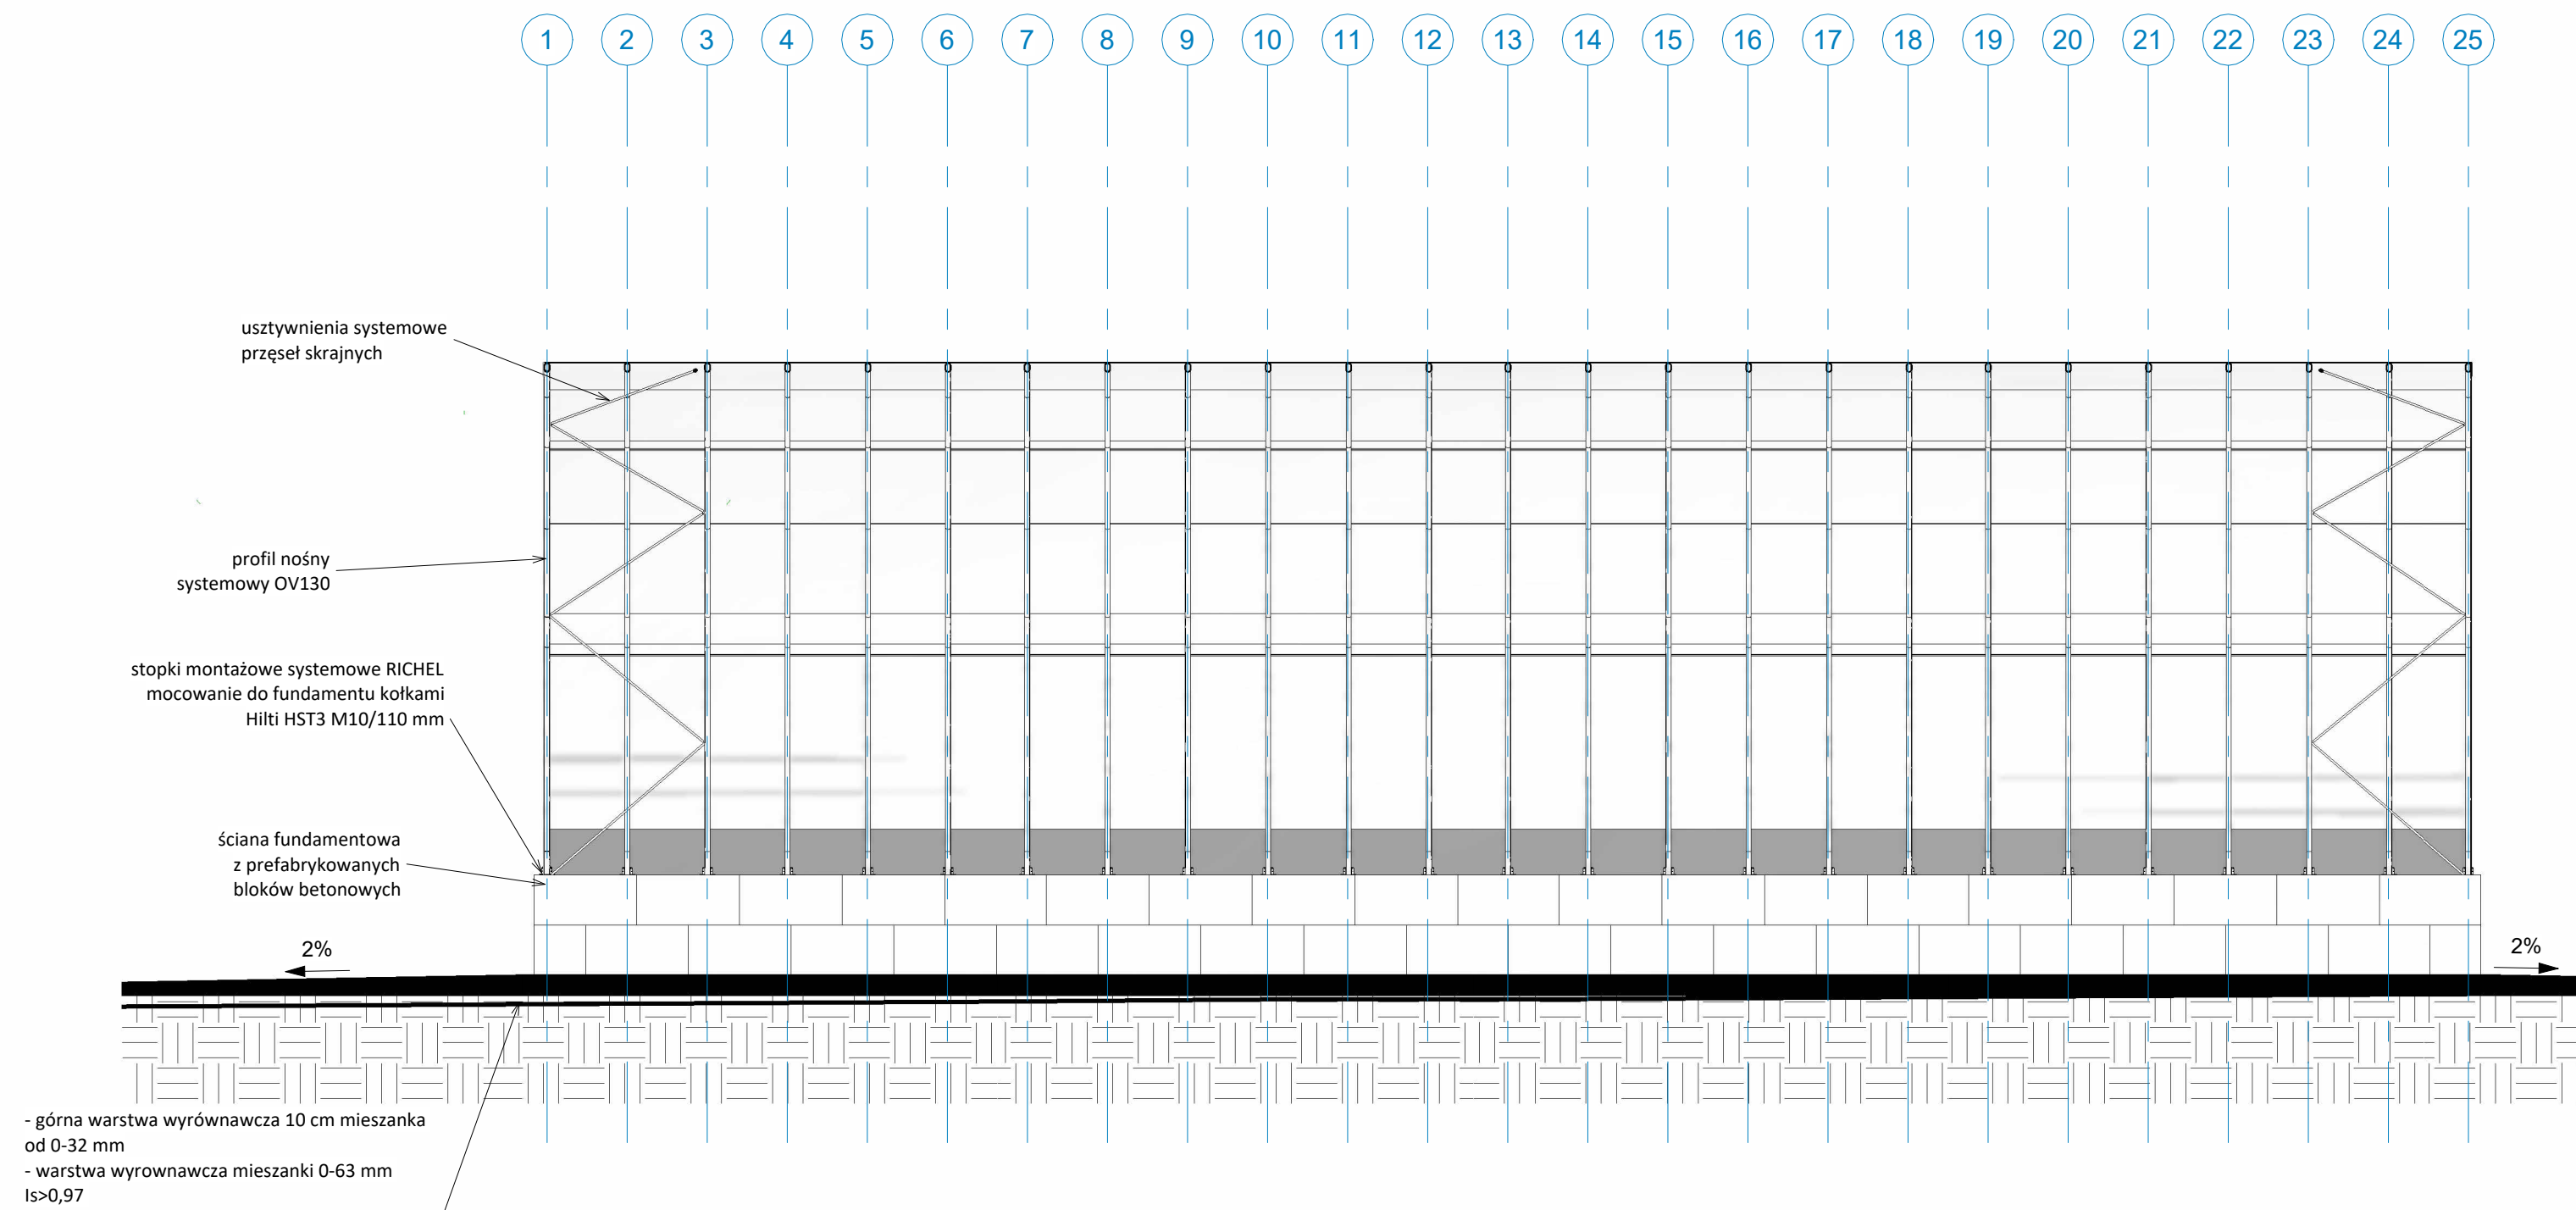 1 2 3 4 5 6 7 8 9 10 11 12 13 14 15 16 17 18 19 20 21 22 23 24 25
usztywnienia systemowe
przęseł skrajnych
profil nośny
systemowy OV130
stopki montażowe systemowe RICHEL
mocowanie do fundamentu kołkami
Hilti HST3 M10/110 mm
ściana fundamentowa
z prefabrykowanych
bloków betonowych
2%
2%
- górna warstwa wyrównawcza 10 cm mieszanka
od 0-32 mm
- warstwa wyrownawcza mieszanki 0-63 mm
Is>0,97